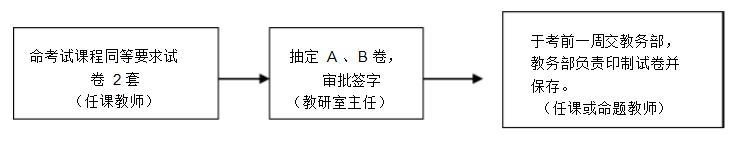 命考试课程同等要求试
卷 2 套
（任课教师）
抽定 A 、B 卷，
审批签字
（教研室主任）
于考前一周交教务部，
教务部负责印制试卷并
保存。
（任课或命题教师）